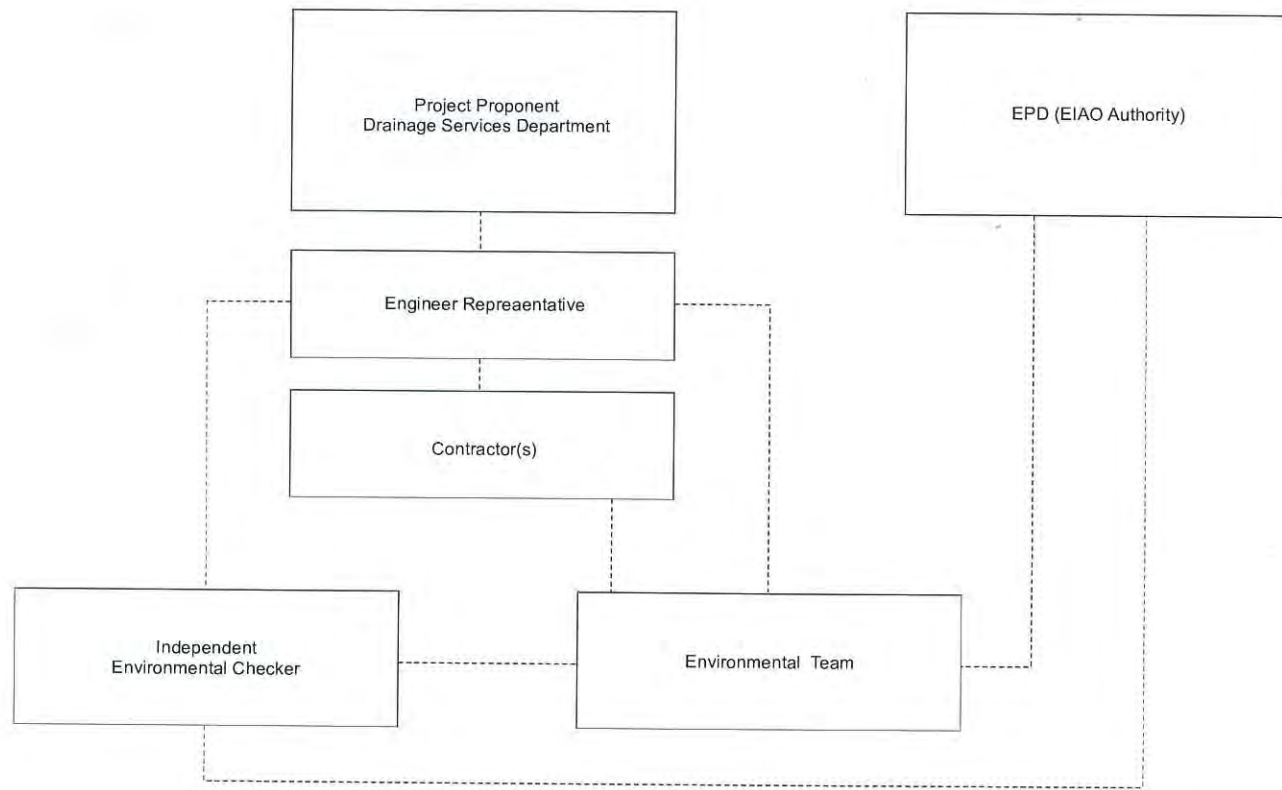 Project Proponent
Drainage Services Department
EPD (EIAO Authority)
Engineer Repreaentative
Contractor(s)
Independent
Environmental Checker
Environmental Team